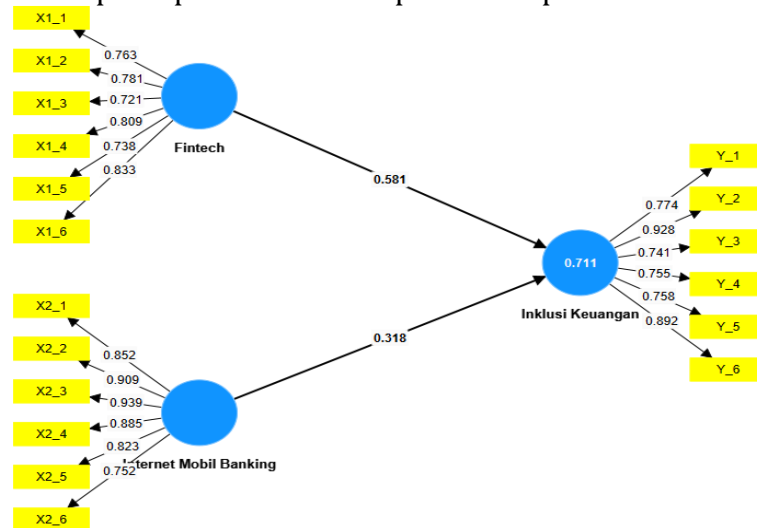 X1_1
X1_2
X1_3
X1_4
X1_5
X1_6
0.763
0.781
0.721
0.809
0.738
0.833
Fintech
0.581
X2_1
X2_2
X2_3
X2_4
X2_5
X2_6
0.852
0.909
0.939
0.885
0.823
0.752
Internet Mobil Banking
0.318
0.711
Inklusi Keuangan
0.774
0.928
0.741
0.755
0.758
0.892
Y_1
Y_2
Y_3
Y_4
Y_5
Y_6